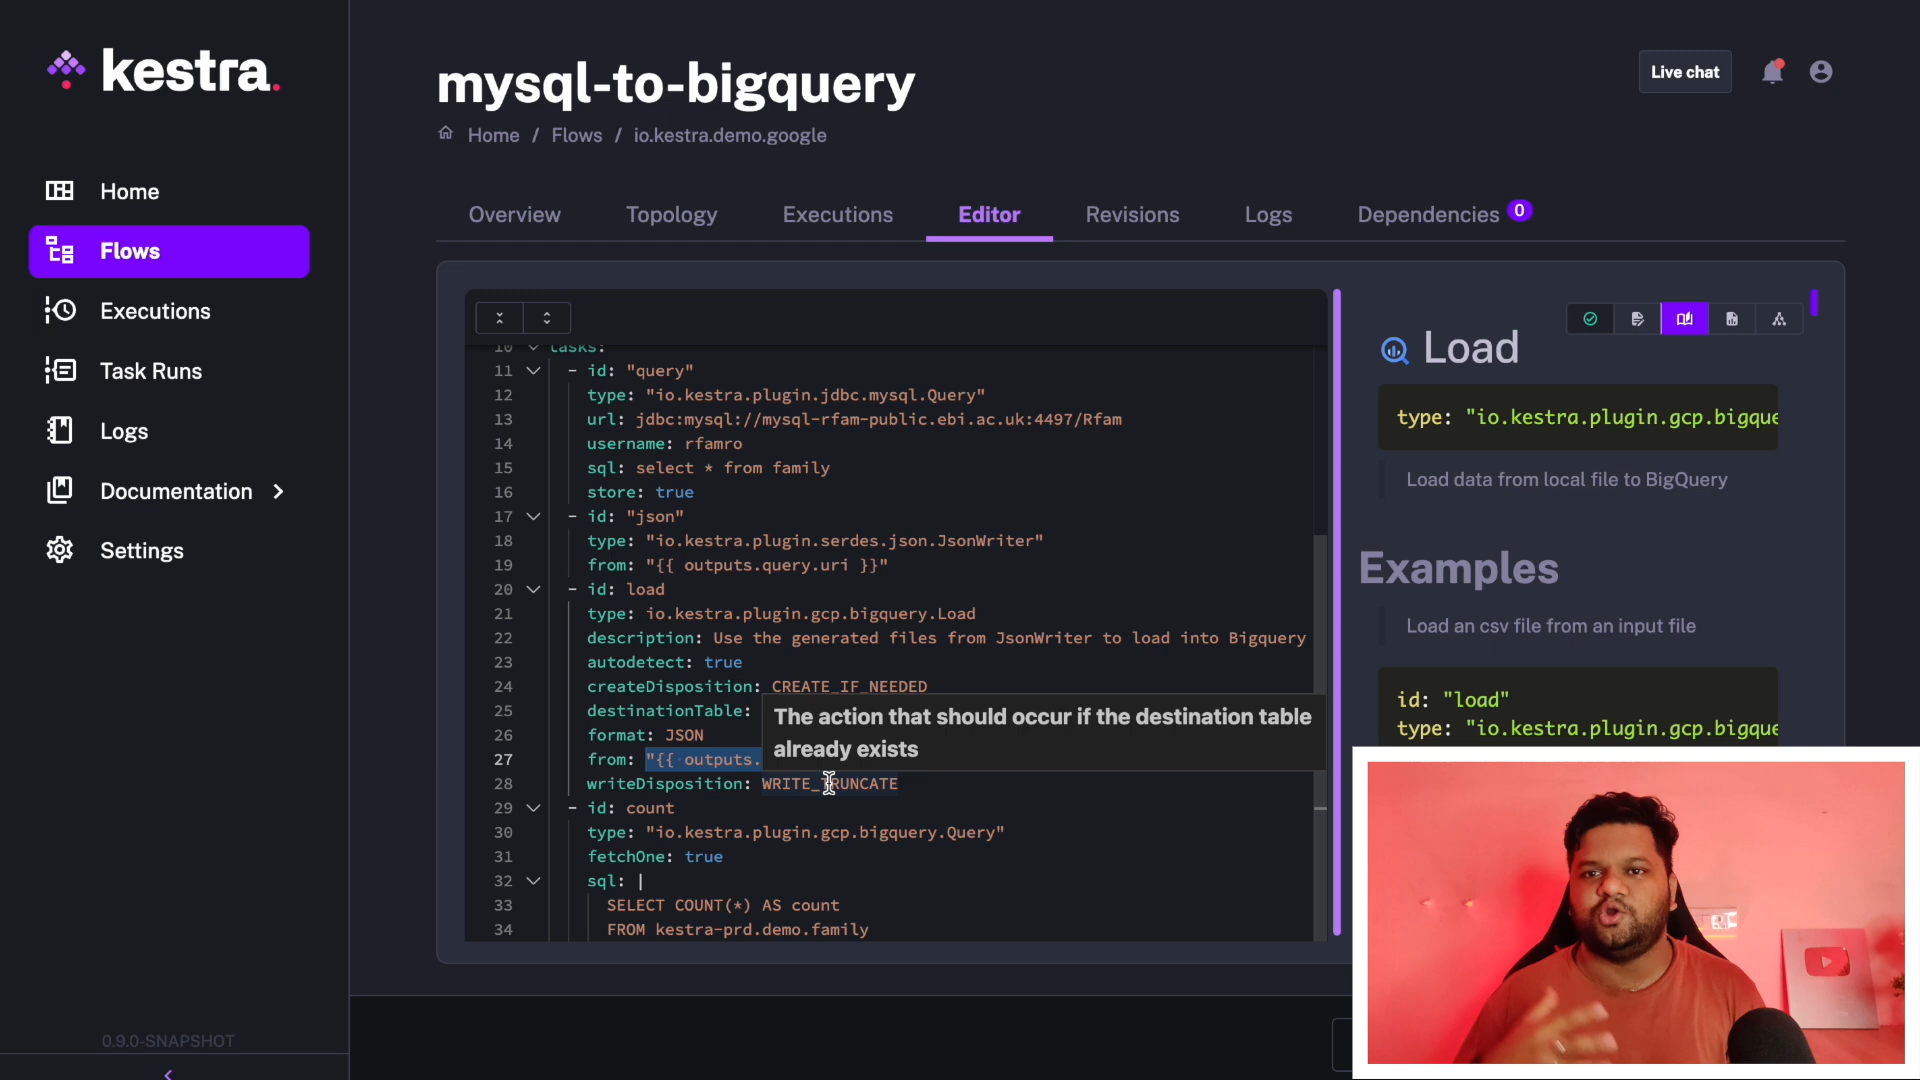 kestra.
Home
Flows
Executions
Task Runs
Logs
Documentation
Settings
0.9.0-SNAPSHOT
mysql-to-bigquery
Home / Flows / io.kestra.demo.google
Live chat
Overview
Topology
Executions
Editor
Revisions
Logs
Dependencies 0
10 tasks:
11 - id: "query"
12 type: "io.kestra.plugin.jdbc.mysql.Query"
13 url: jdbc:mysql://mysql-rfam-public.ebi.ac.uk:4497/Rfam
14 username: rfamro
15 sql: select * from family
16 store: true
17 - id: "json"
18 type: "io.kestra.plugin.serdes.json.JsonWriter"
19 from: "{{ outputs.query.uri }}"
20 - id: load
21 type: io.kestra.plugin.gcp.bigquery.Load
22 description: Use the generated files from JsonWriter to load into Bigquery
23 autodetect: true
24 createDisposition: CREATE_IF_NEEDED
25 destinationTable:
26 format: JSON
27 from: "{{ outputs.
28 writeDisposition: WRITE_TRUNCATE
29 - id: count
30 type: "io.kestra.plugin.gcp.bigquery.Query"
31 fetchOne: true
32 sql: |
33 SELECT COUNT(*) AS count
34 FROM kestra-prd.demo.family
The action that should occur if the destination table
already exists
Load
type: "io.kestra.plugin.gcp.bigque
Load data from local file to BigQuery
Examples
Load an csv file from an input file
id: "load"
type: "io.kestra.plugin.gcp.bigque